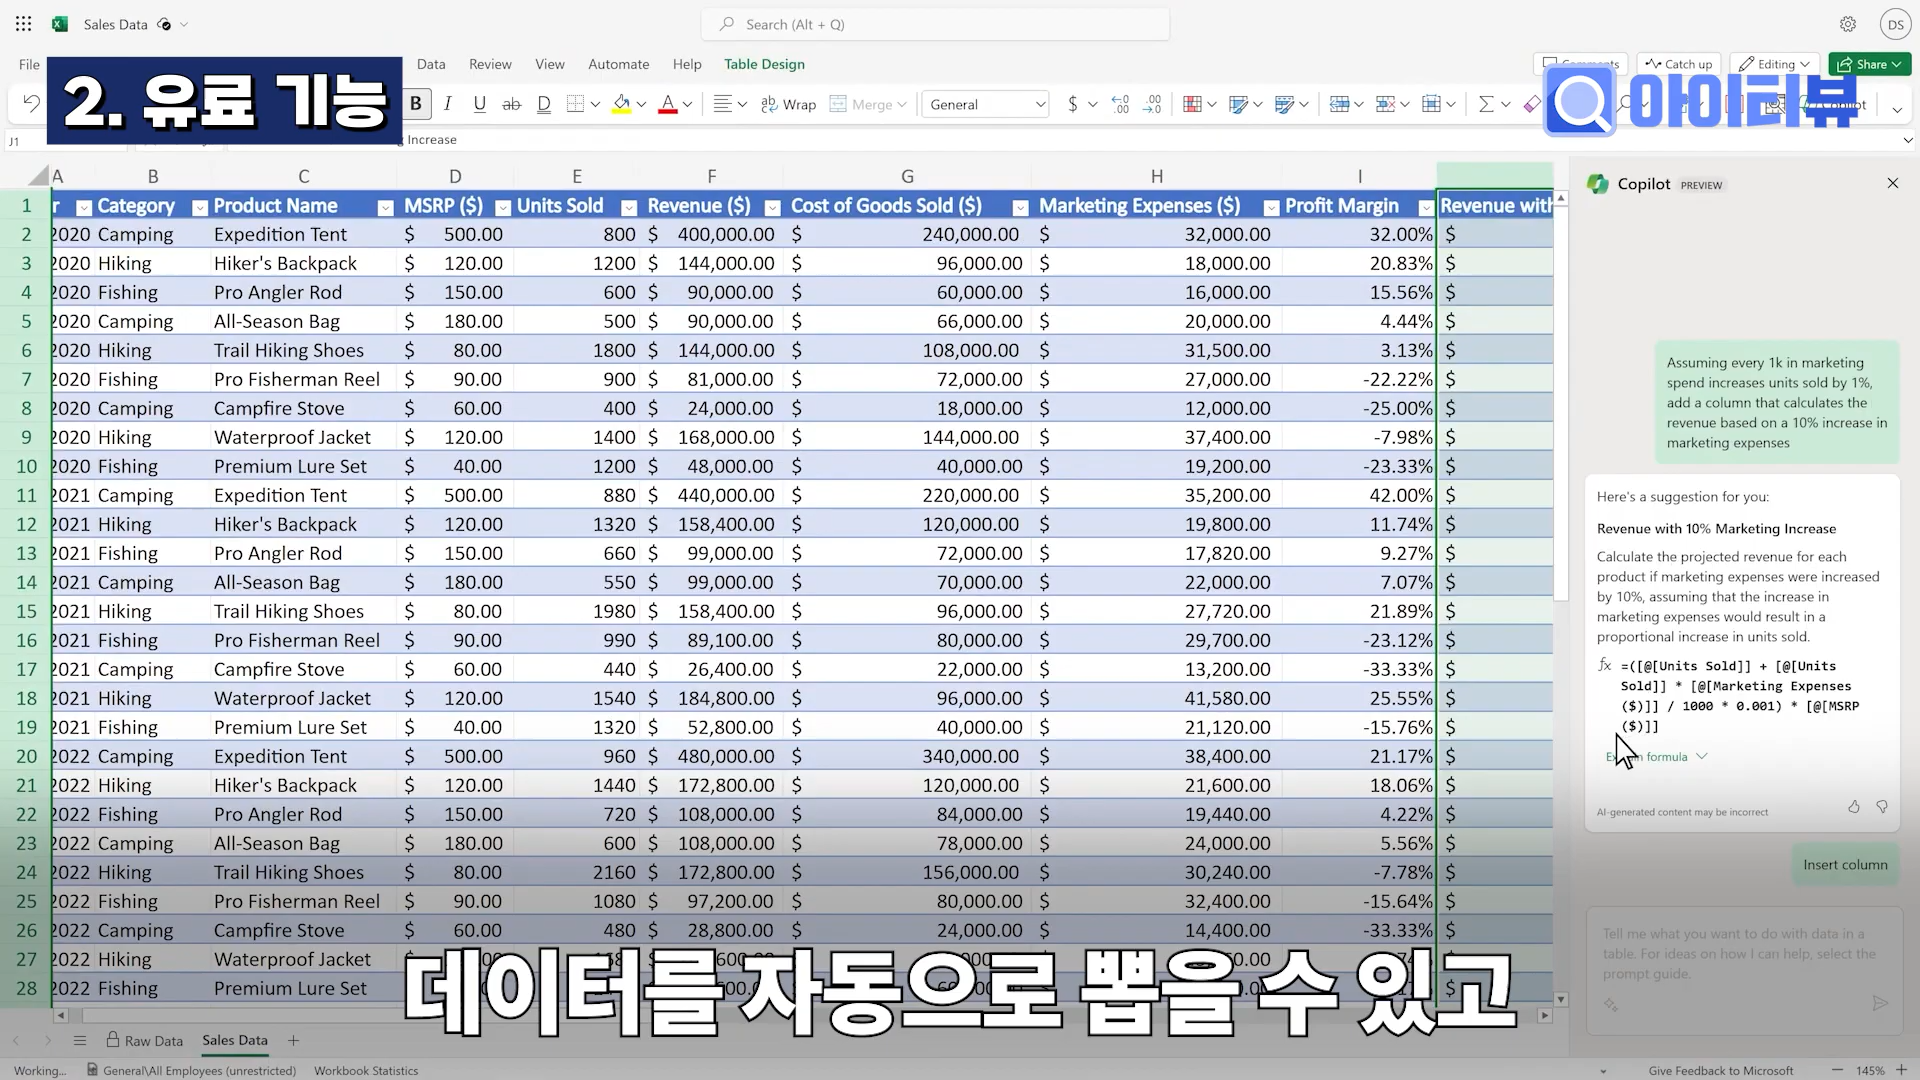 Sales Data
Search (Alt + Q)
DS
File
Data Review View Automate Help Table Design
Catch up Editing Share
2. 유료 기능
아이티뷰
B I U ab D Wrap Merge General $
J1
Increase
A B C D E F G H I
1 r Category Product Name MSRP ($) Units Sold Revenue ($) Cost of Goods Sold ($) Marketing Expenses ($) Profit Margin Revenue with
2 2020 Camping Expedition Tent $ 500.00 800 $ 400,000.00 $ 240,000.00 $ 32,000.00 32.00% $
3 2020 Hiking Hiker's Backpack $ 120.00 1200 $ 144,000.00 $ 96,000.00 $ 18,000.00 20.83% $
4 2020 Fishing Pro Angler Rod $ 150.00 600 $ 90,000.00 $ 60,000.00 $ 16,000.00 15.56% $
5 2020 Camping All-Season Bag $ 180.00 500 $ 90,000.00 $ 66,000.00 $ 20,000.00 4.44% $
6 2020 Hiking Trail Hiking Shoes $ 80.00 1800 $ 144,000.00 $ 108,000.00 $ 31,500.00 3.13% $
7 2020 Fishing Pro Fisherman Reel $ 90.00 900 $ 81,000.00 $ 72,000.00 $ 27,000.00 -22.22% $
8 2020 Camping Campfire Stove $ 60.00 400 $ 24,000.00 $ 18,000.00 $ 12,000.00 -25.00% $
9 2020 Hiking Waterproof Jacket $ 120.00 1400 $ 168,000.00 $ 144,000.00 $ 37,400.00 -7.98% $
10 2020 Fishing Premium Lure Set $ 40.00 1200 $ 48,000.00 $ 40,000.00 $ 19,200.00 -23.33% $
11 2021 Camping Expedition Tent $ 500.00 880 $ 440,000.00 $ 220,000.00 $ 35,200.00 42.00% $
12 2021 Hiking Hiker's Backpack $ 120.00 1320 $ 158,400.00 $ 120,000.00 $ 19,800.00 11.74% $
13 2021 Fishing Pro Angler Rod $ 150.00 660 $ 99,000.00 $ 72,000.00 $ 17,820.00 9.27% $
14 2021 Camping All-Season Bag $ 180.00 550 $ 99,000.00 $ 70,000.00 $ 22,000.00 7.07% $
15 2021 Hiking Trail Hiking Shoes $ 80.00 1980 $ 158,400.00 $ 96,000.00 $ 27,720.00 21.89% $
16 2021 Fishing Pro Fisherman Reel $ 90.00 990 $ 89,100.00 $ 80,000.00 $ 29,700.00 -23.12% $
17 2021 Camping Campfire Stove $ 60.00 440 $ 26,400.00 $ 22,000.00 $ 13,200.00 -33.33% $
18 2021 Hiking Waterproof Jacket $ 120.00 1540 $ 184,800.00 $ 96,000.00 $ 41,580.00 25.55% $
19 2021 Fishing Premium Lure Set $ 40.00 1320 $ 52,800.00 $ 40,000.00 $ 21,120.00 -15.76% $
20 2022 Camping Expedition Tent $ 500.00 960 $ 480,000.00 $ 340,000.00 $ 38,400.00 21.17% $
21 2022 Hiking Hiker's Backpack $ 120.00 1440 $ 172,800.00 $ 120,000.00 $ 21,600.00 18.06% $
22 2022 Fishing Pro Angler Rod $ 150.00 720 $ 108,000.00 $ 84,000.00 $ 19,440.00 4.22% $
23 2022 Camping All-Season Bag $ 180.00 600 $ 108,000.00 $ 78,000.00 $ 24,000.00 5.56% $
24 2022 Hiking Trail Hiking Shoes $ 80.00 2160 $ 172,800.00 $ 156,000.00 $ 30,240.00 -7.78% $
25 2022 Fishing Pro Fisherman Reel $ 90.00 1080 $ 97,200.00 $ 80,000.00 $ 32,400.00 -15.64% $
26 2022 Camping Campfire Stove $ 60.00 480 $ 28,800.00 $ 24,000.00 $ 14,400.00 -33.33% $
27 2022 Hiking Waterproof Jacket
28 2022 Fishing Premium Lure Set
데이터를 자동으로 뽑을 수 있고
Copilot PREVIEW
Assuming every 1k in marketing
spend increases units sold by 1%,
add a column that calculates the
revenue based on a 10% increase in
marketing expenses
Here's a suggestion for you:
Revenue with 10% Marketing Increase
Calculate the projected revenue for each
product if marketing expenses were increased
by 10%, assuming that the increase in
marketing expenses would result in a
proportional increase in units sold.
fx =([@[Units Sold]] + [@[Units
Sold]] * [@[Marketing Expenses
($)]] / 1000 * 0.001) * [@[MSRP
($)]]
formula
AI-generated content may be incorrect
Insert column
Tell me what you want to do with data in a
table. For ideas on how I can help, select the
prompt guide.
Raw Data Sales Data
Working... General\All Employees (unrestricted) Workbook Statistics
Give Feedback to Microsoft 145%